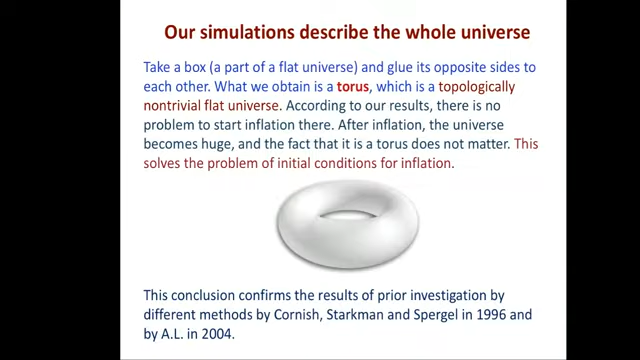 Our simulations describe the whole universe
Take a box (a part of a flat universe) and glue its opposite sides to
each other. What we obtain is a torus, which is a topologically
nontrivial flat universe. According to our results, there is no
problem to start inflation there. After inflation, the universe
becomes huge, and the fact that it is a torus does not matter. This
solves the problem of initial conditions for inflation.
This conclusion confirms the results of prior investigation by
different methods by Cornish, Starkman and Spergel in 1996 and
by A.L. in 2004.